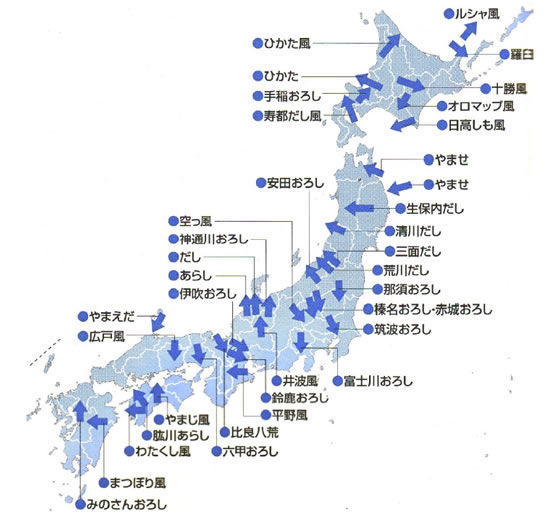 ルシャ風
ひかた風
羅臼
ひかた
十勝風
手稲おろし
オロマップ風
寿都だし風
日高しも風
やませ
安田おろし
やませ
生保内だし
空っ風
清川だし
神通川おろし
三面だし
だし
荒川だし
あらし
那須おろし
伊吹おろし
榛名おろし・赤城おろし
やまえだ
筑波おろし
広戸風
井波風
富士川おろし
鈴鹿おろし
平野風
やまじ風
比良八荒
肱川あらし
わたくし風
六甲おろし
まつぼり風
みのさんおろし